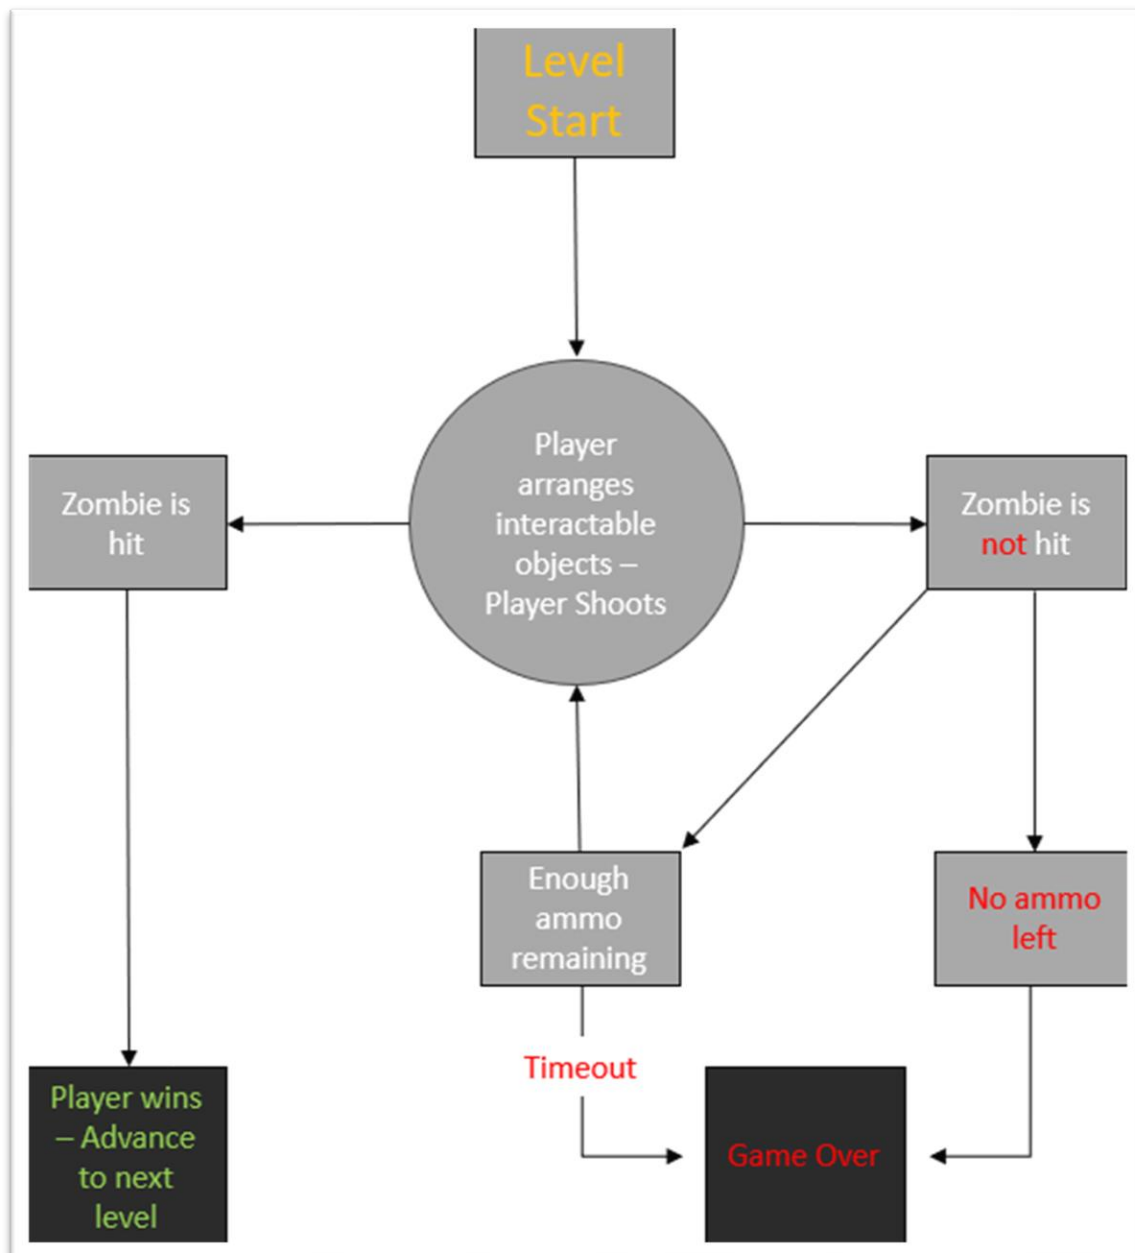 Level
Start
Player
arranges
interactable
objects –
Player Shoots
Zombie is
hit
Zombie is
not hit
Enough
ammo
remaining
No ammo
left
Timeout
Player wins
– Advance
to next
level
Game Over